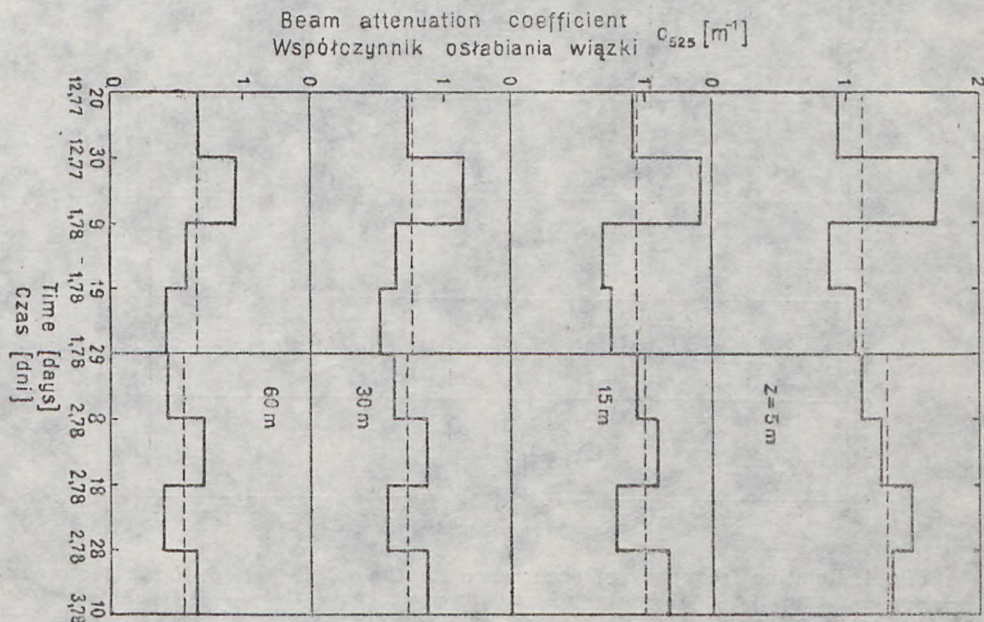 Beam attenuation coefficient
Współczynnik osłabiania wiązki c₅₂₅ [m⁻¹]
0 1 0 1 0 1 0 1 2
20 12,77
30 12,77
9 1,78
-
19 1,78
29 1,78
8 2,78
18 2,78
28 2,78
10 3,78
Time [days]
Czas [dni]
60 m
30 m
15 m
Z=5 m